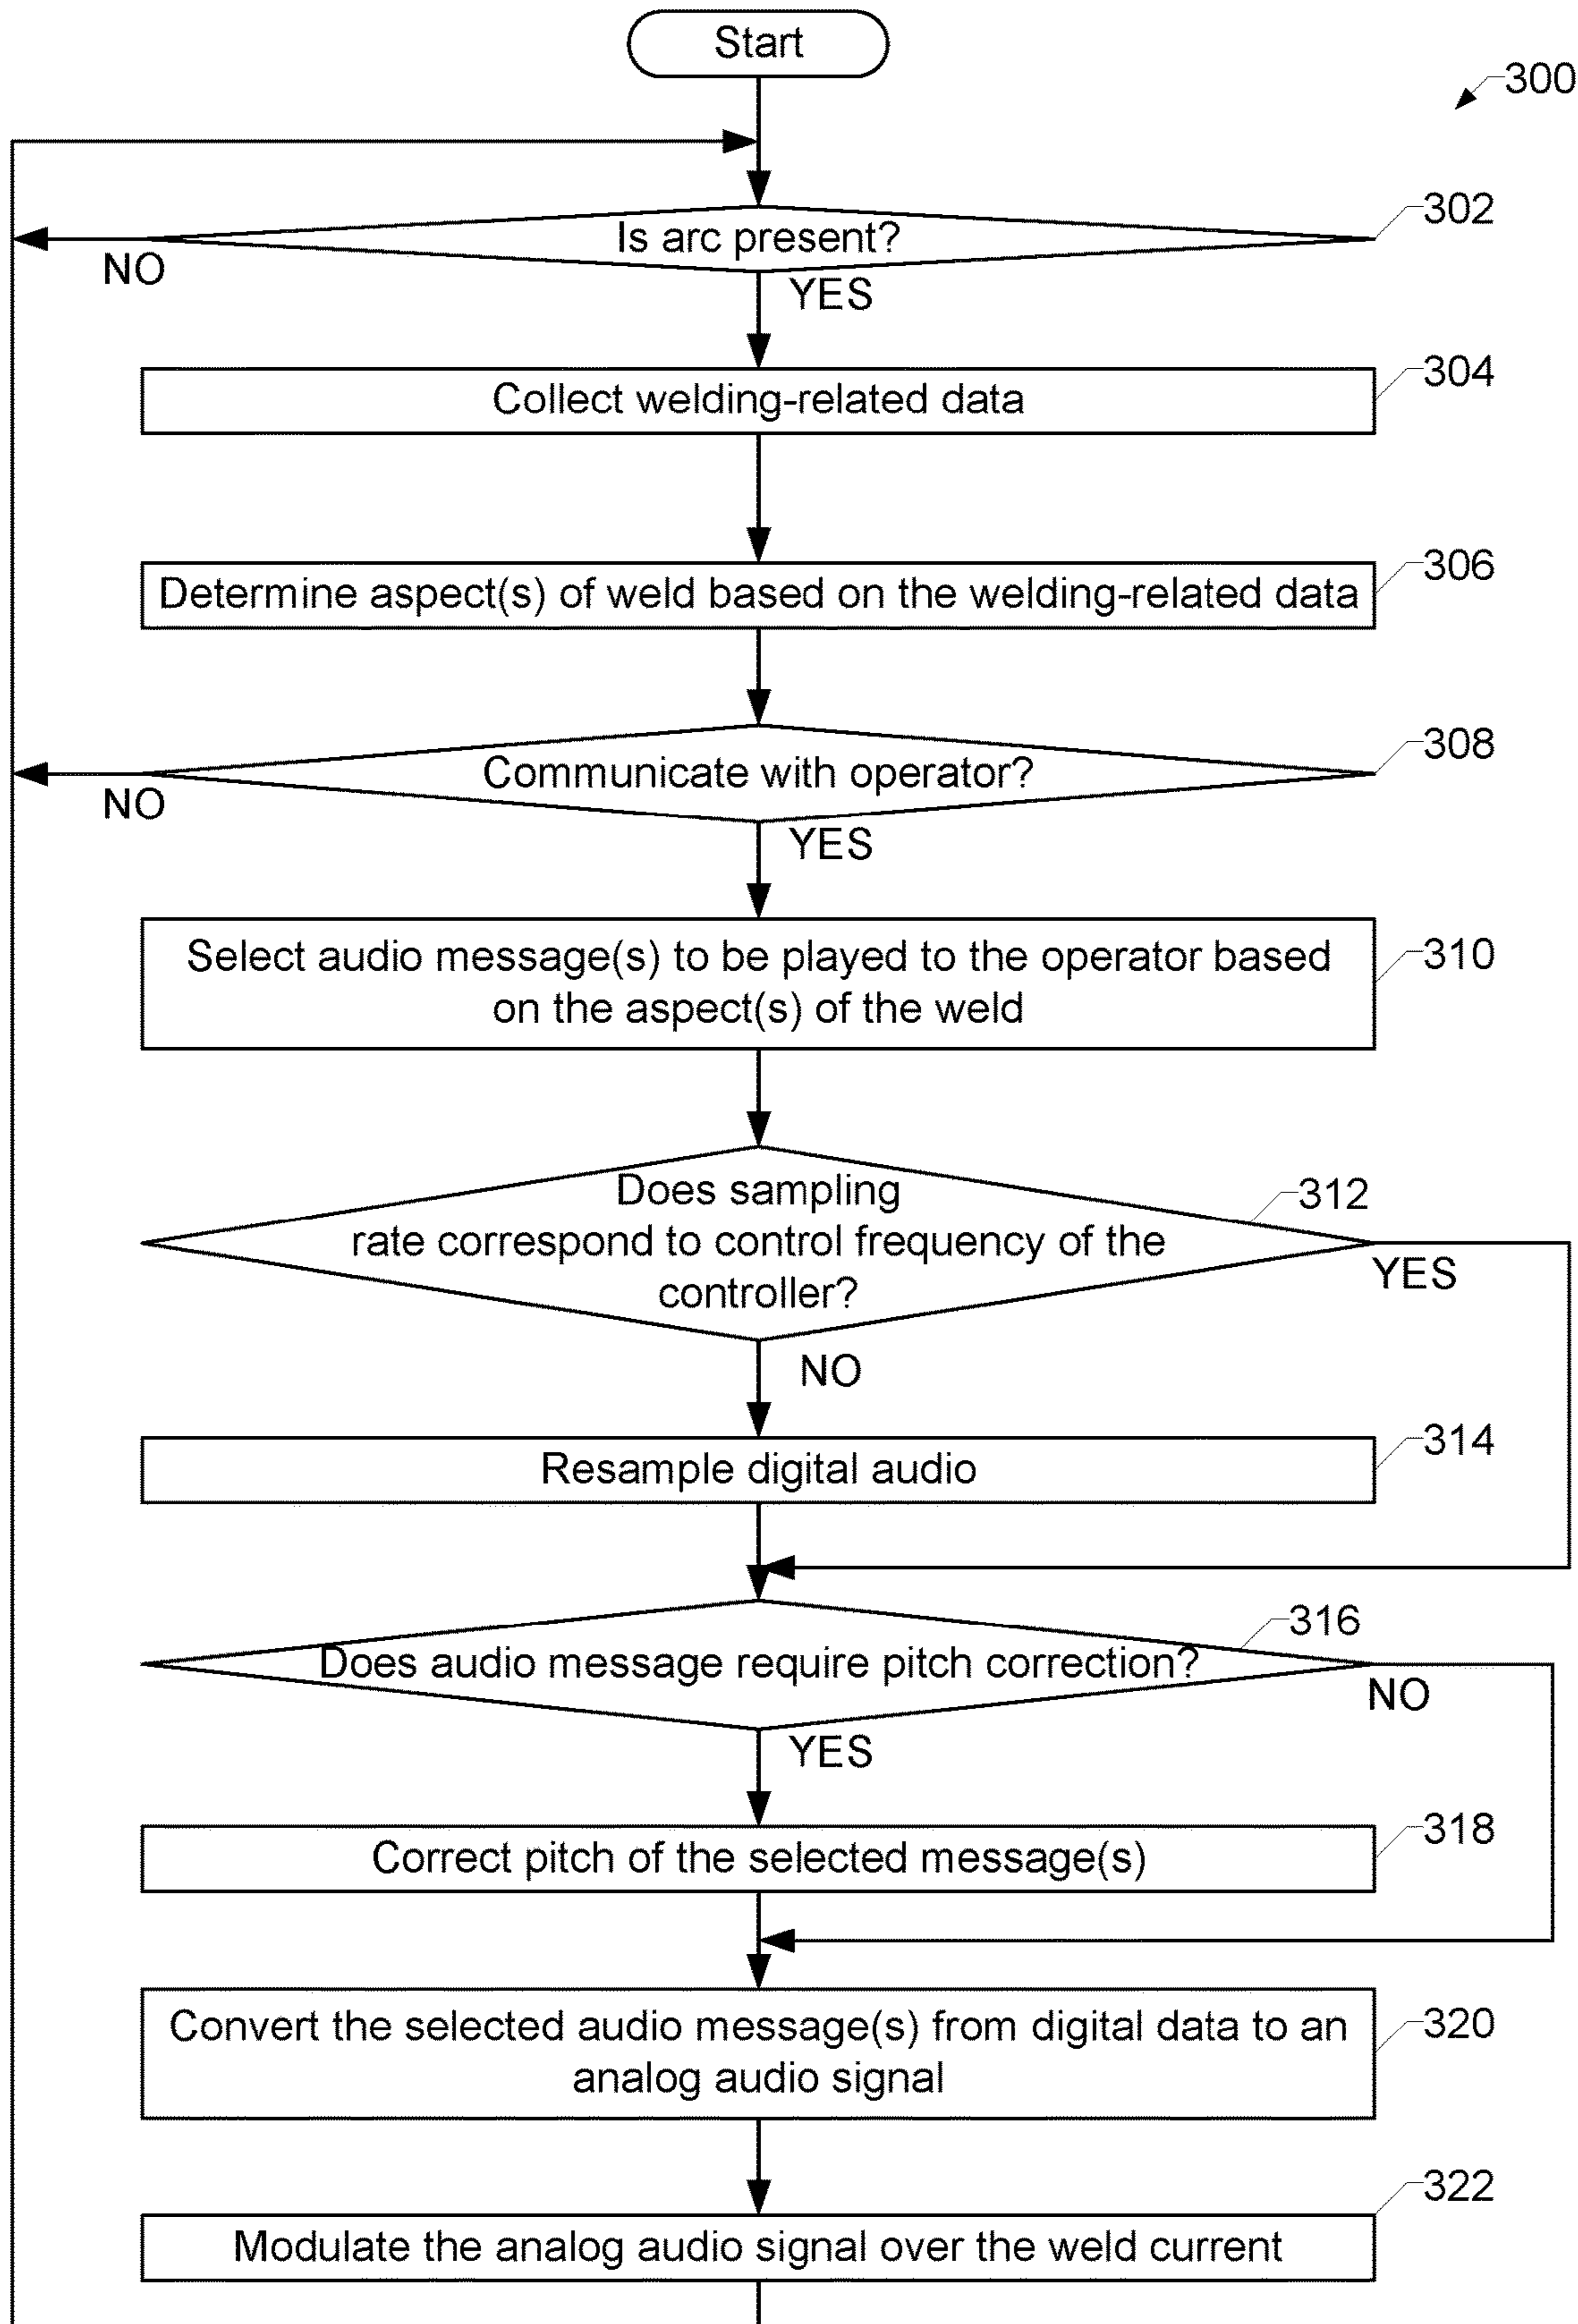 Start
300
302
Is arc present?
NO
YES
304
Collect welding-related data
306
Determine aspect(s) of weld based on the welding-related data
308
Communicate with operator?
NO
YES
310
Select audio message(s) to be played to the operator based
on the aspect(s) of the weld
312
Does sampling
rate correspond to control frequency of the
controller?
YES
NO
314
Resample digital audio
316
Does audio message require pitch correction?
NO
YES
318
Correct pitch of the selected message(s)
320
Convert the selected audio message(s) from digital data to an
analog audio signal
322
Modulate the analog audio signal over the weld current